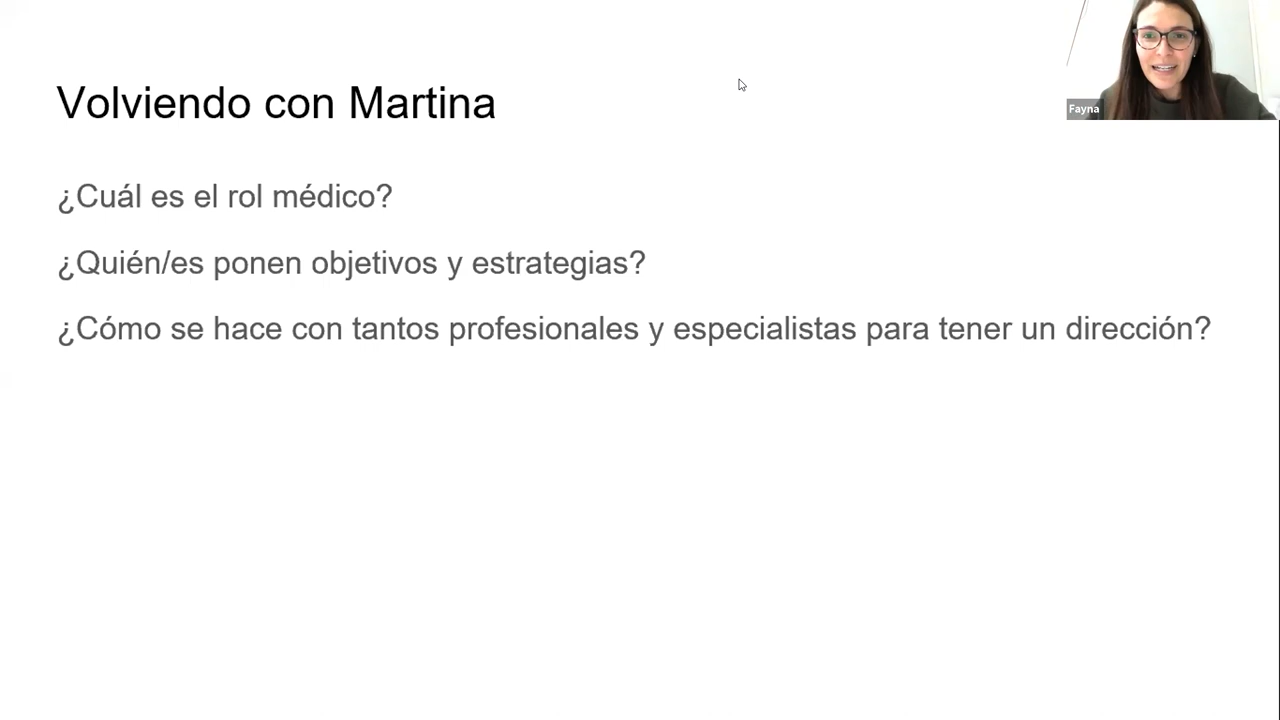 Volviendo con Martina
Fayna
¿Cuál es el rol médico?
¿Quién/es ponen objetivos y estrategias?
¿Cómo se hace con tantos profesionales y especialistas para tener un dirección?